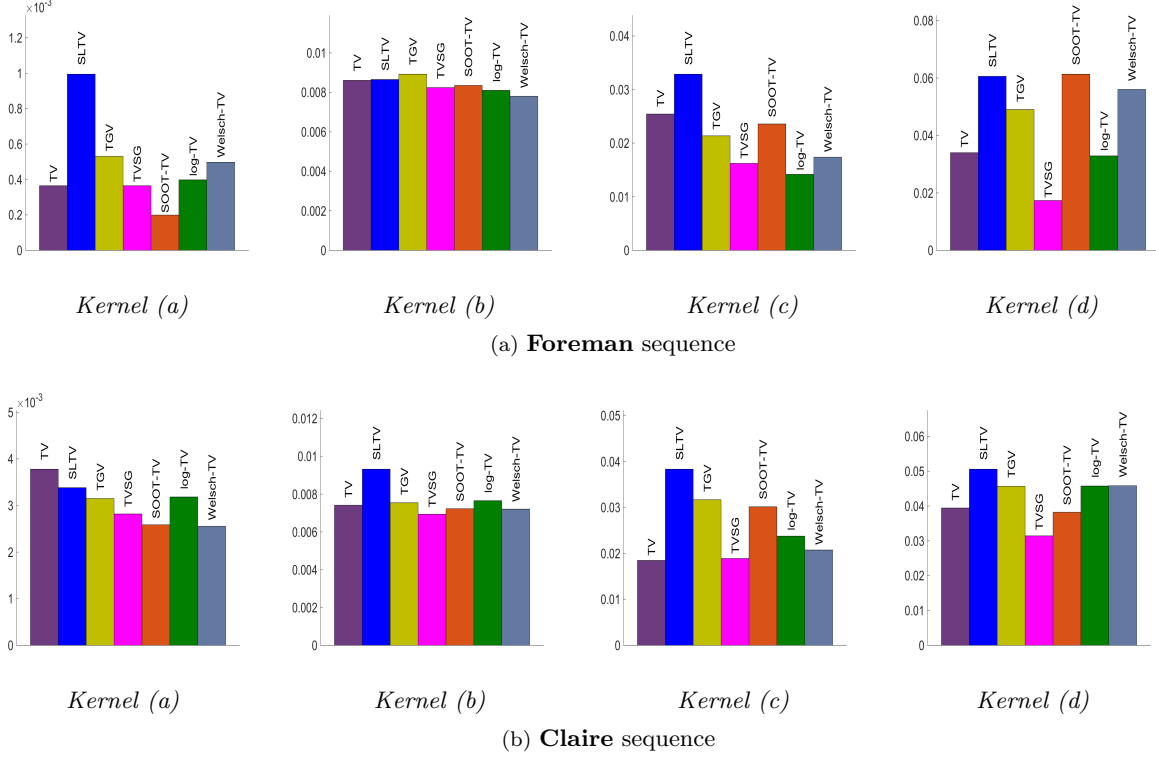 ×10⁻³
1.2
1
0.8
0.6
0.4
0.2
0
TV
SLTV
TGV
TVSG
SOOT-TV
log-TV
Welsch-TV
0.01
0.008
0.006
0.004
0.002
0
TV
SLTV
TGV
TVSG
SOOT-TV
log-TV
Welsch-TV
0.04
0.03
0.02
0.01
0
TV
SLTV
TGV
TVSG
SOOT-TV
log-TV
Welsch-TV
0.08
0.06
0.04
0.02
0
TV
SLTV
TGV
TVSG
SOOT-TV
log-TV
Welsch-TV
Kernel (a) Kernel (b) Kernel (c) Kernel (d)
(a) Foreman sequence
×10⁻³
5
4
3
2
1
0
TV
SLTV
TGV
TVSG
SOOT-TV
log-TV
Welsch-TV
0.012
0.01
0.008
0.006
0.004
0.002
0
TV
SLTV
TGV
TVSG
SOOT-TV
log-TV
Welsch-TV
0.05
0.04
0.03
0.02
0.01
0
TV
SLTV
TGV
TVSG
SOOT-TV
log-TV
Welsch-TV
0.06
0.05
0.04
0.03
0.02
0.01
0
TV
SLTV
TGV
TVSG
SOOT-TV
log-TV
Welsch-TV
Kernel (a) Kernel (b) Kernel (c) Kernel (d)
(b) Claire sequence